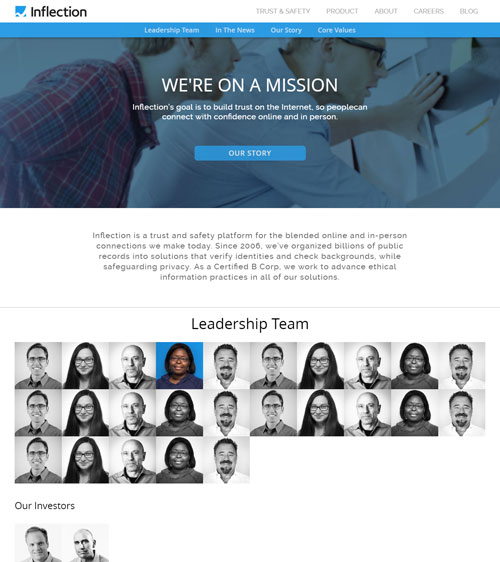 Inflection
TRUST & SAFETY PRODUCT ABOUT CAREERS BLOG
Leadership Team In The News Our Story Core Values
WE'RE ON A MISSION
Inflection's goal is to build trust on the Internet, so peoplecan
connect with confidence online and in person.
OUR STORY
Inflection is a trust and safety platform for the blended online and in-person
connections we make today. Since 2006, we've organized billions of public
records into solutions that verify identities and check backgrounds, while
safeguarding privacy. As a Certified B Corp, we work to advance ethical
information practices in all of our solutions.
Leadership Team
Our Investors